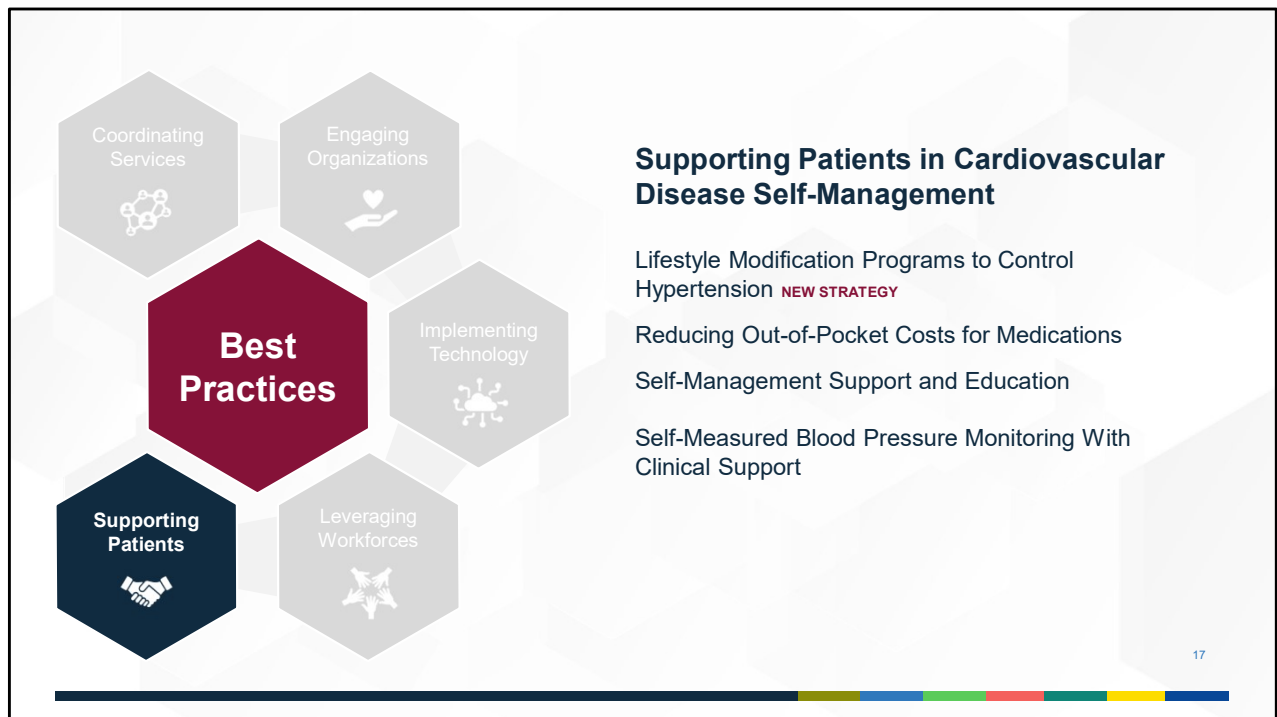 Coordinating
Services
Engaging
Organizations
Best
Practices
Implementing
Technology
Supporting
Patients
Leveraging
Workforces
Supporting Patients in Cardiovascular
Disease Self-Management
Lifestyle Modification Programs to Control
Hypertension NEW STRATEGY
Reducing Out-of-Pocket Costs for Medications
Self-Management Support and Education
Self-Measured Blood Pressure Monitoring With
Clinical Support
17